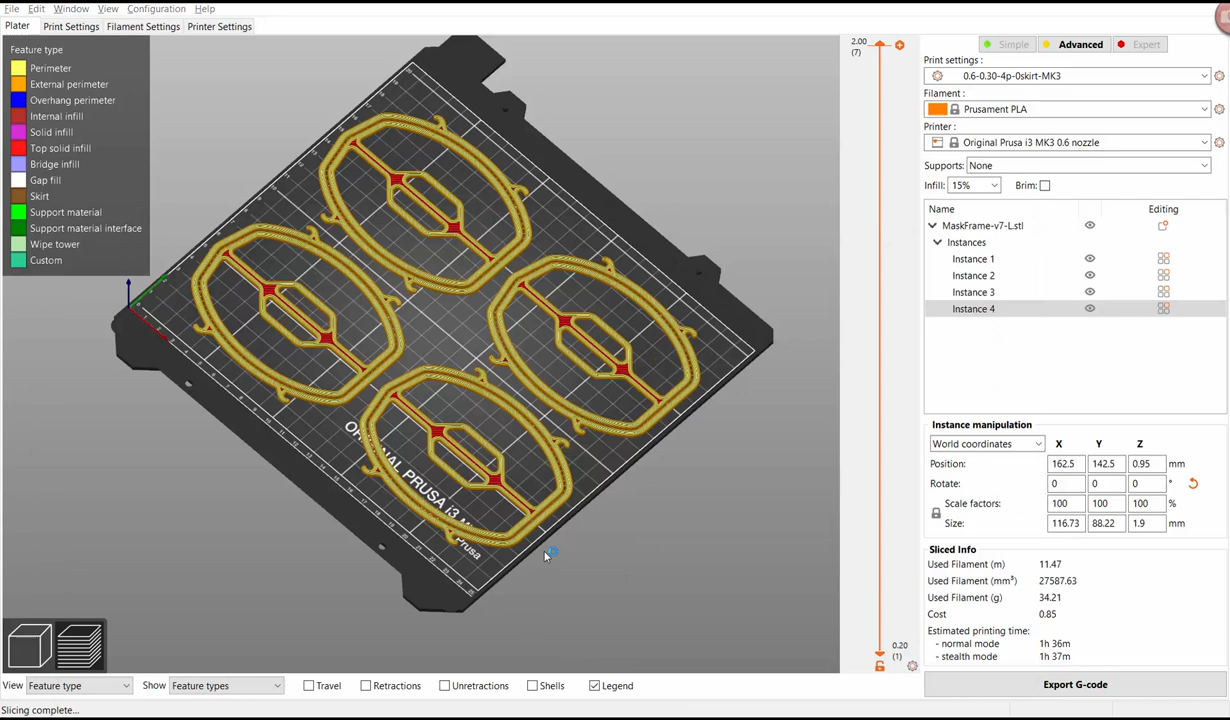 File Edit Window View Configuration Help
Plater Print Settings Filament Settings Printer Settings
Feature type
Perimeter
External perimeter
Overhang perimeter
Internal infill
Solid infill
Top solid infill
Bridge infill
Gap fill
Skirt
Support material
Support material interface
Wipe tower
Custom
ORIGINAL PRUSA i3 M
Prusa
2.00
(7)
0.20
(1)
Simple Advanced Expert
Print settings :
0.6-0.30-4p-0skirt-MK3
Filament :
Prusament PLA
Printer :
Original Prusa i3 MK3 0.6 nozzle
Supports: None
Infill: 15% Brim:
Name Editing
MaskFrame-v7-L.stl
Instances
Instance 1
Instance 2
Instance 3
Instance 4
Instance manipulation
World coordinates X Y Z
Position: 162.5 142.5 0.95 mm
Rotate: 0 0 0 °
Scale factors: 100 100 100 %
Size: 116.73 88.22 1.9 mm
Sliced Info
Used Filament (m) 11.47
Used Filament (mm³) 27587.63
Used Filament (g) 34.21
Cost 0.85
Estimated printing time:
- normal mode 1h 36m
- stealth mode 1h 37m
Export G-code
View Feature type Show Feature types Travel Retractions Unretractions Shells Legend
Slicing complete...